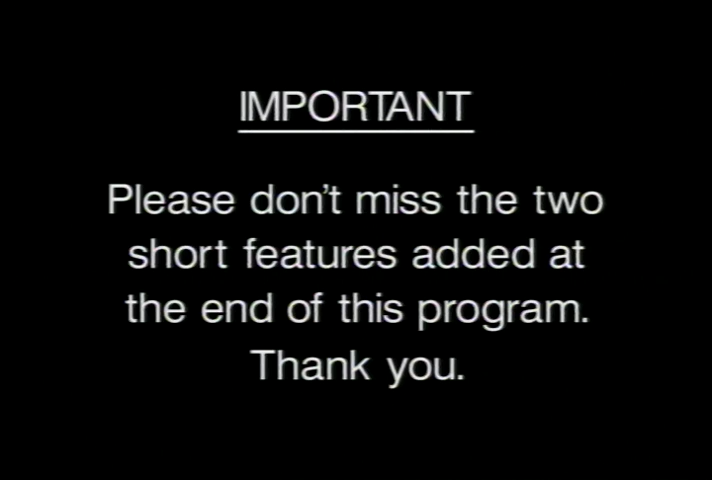 IMPORTANT
Please don't miss the two
short features added at
the end of this program.
Thank you.